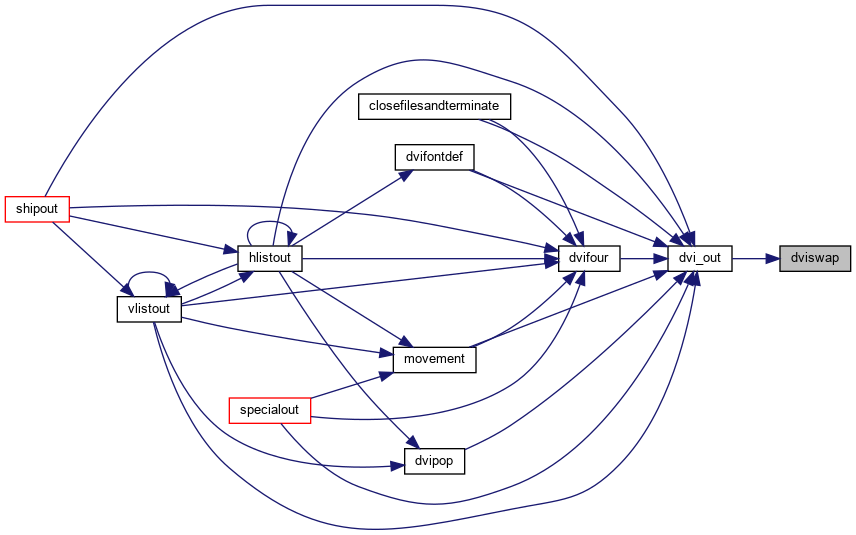 closefilesandterminate
dvifontdef
shipout
hlistout
dvifour
dvi_out
dviswap
vlistout
movement
specialout
dvipop